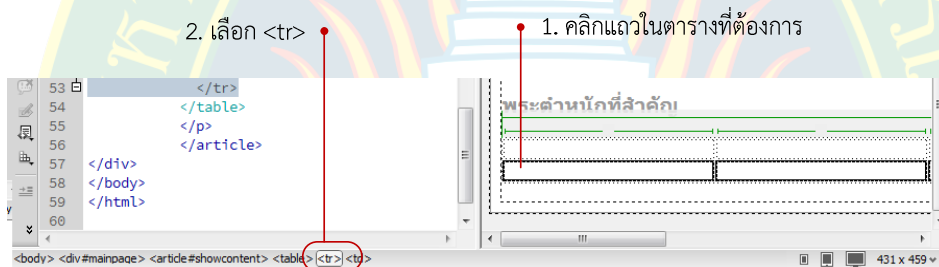 2. เลือก <tr>
1. คลิกแถวในตารางที่ต้องการ
53 </tr>
54 </table>
55 </p>
56 </article>
57 </div>
58 </body>
59 </html>
60
พระตำหนักที่สำคัญ
<body> <div#mainpage> <article#showcontent> <table> <tr> <td>
431 x 459